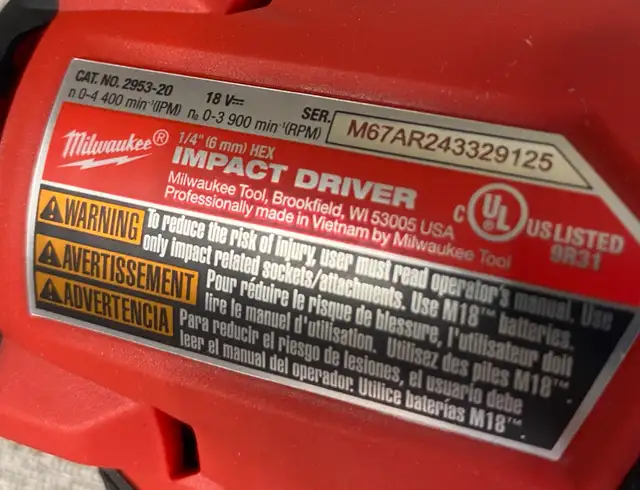 CAT. NO. 2953-20
n 0-4 400 min⁻¹(IPM)
18 V⎓
n₀ 0-3 900 min⁻¹(RPM)
SER.
M67AR243329125
Milwaukee®
1/4" (6 mm) HEX
IMPACT DRIVER
Milwaukee Tool, Brookfield, WI 53005 USA
Professionally made in Vietnam by Milwaukee Tool
C UL US LISTED
9R31
WARNING
To reduce the risk of injury, user must read operator's manual. Use
only impact related sockets/attachments. Use M18™ batteries.
AVERTISSEMENT
Pour réduire le risque de blessure, l'utilisateur doit
lire le manuel d'utilisation. Utilisez des piles M18™
ADVERTENCIA
Para reducir el riesgo de lesiones, el usuario debe
leer el manual del operador. Utilice baterías M18™